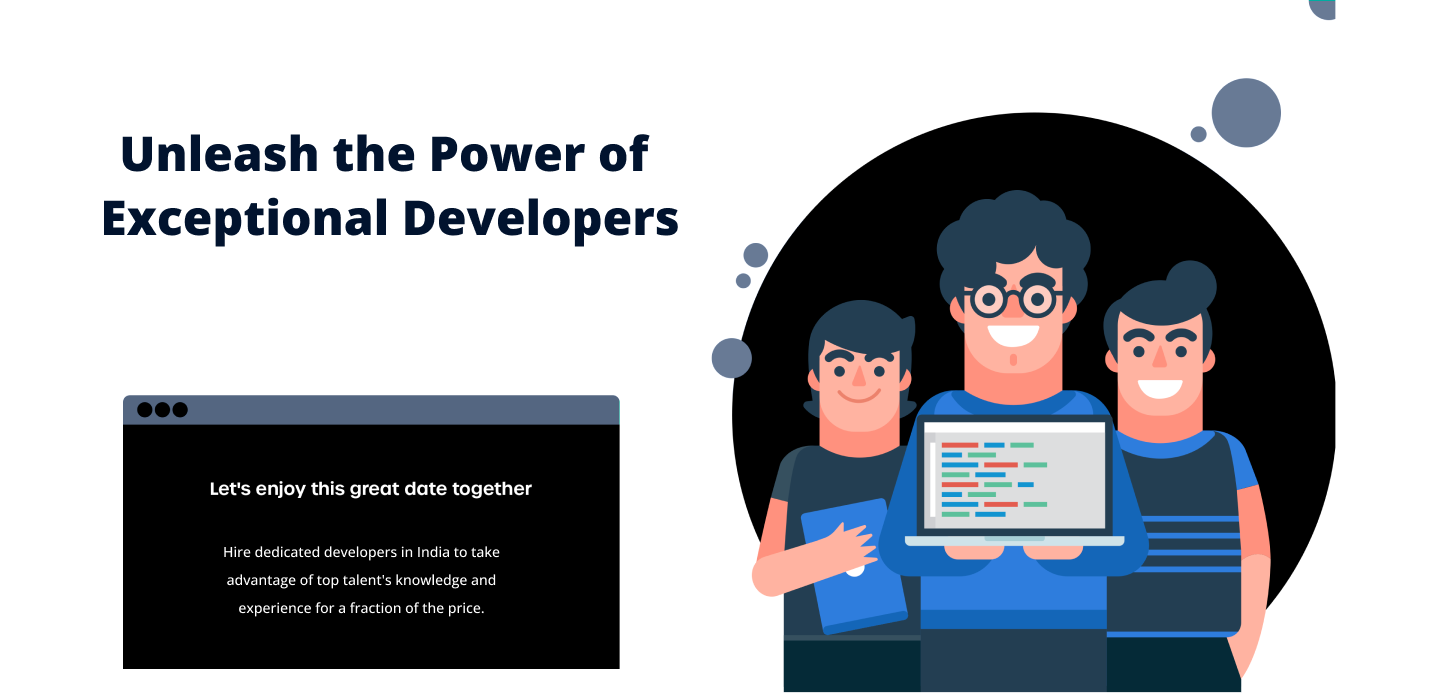 Unleash the Power of
Exceptional Developers
Let's enjoy this great date together
Hire dedicated developers in India to take
advantage of top talent's knowledge and
experience for a fraction of the price.